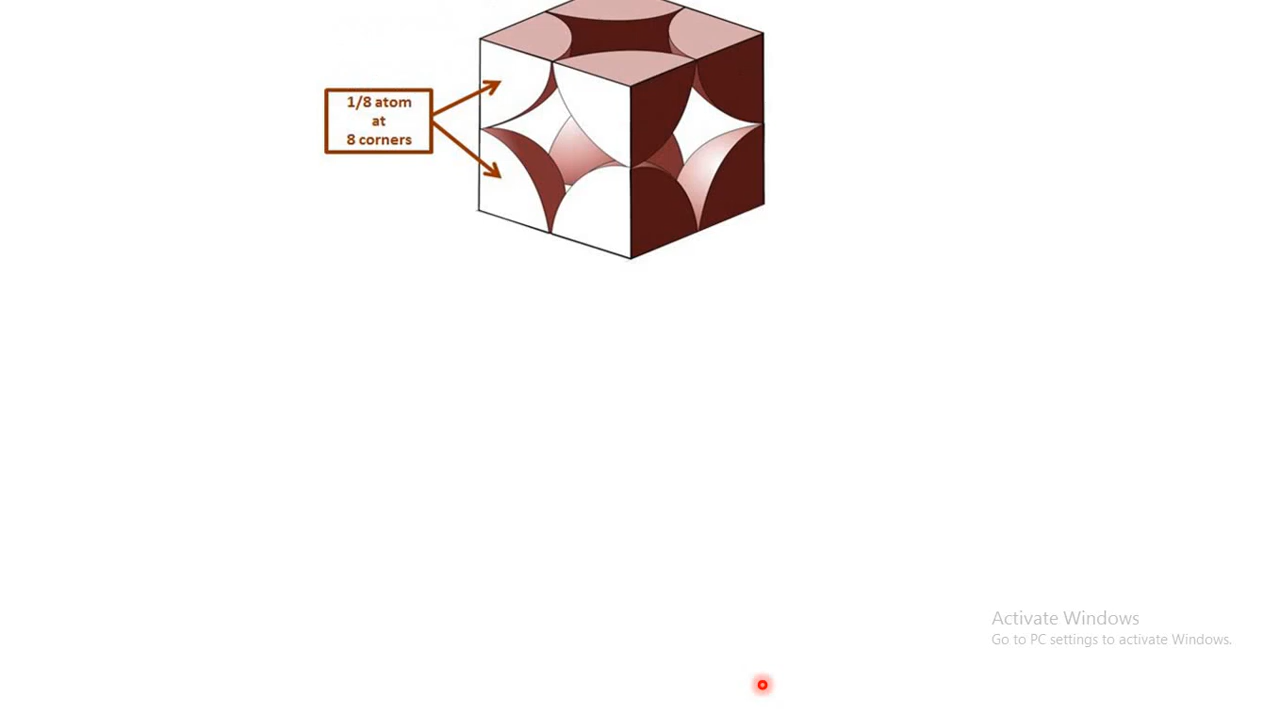 1/8 atom
at
8 corners
Activate Windows
Go to PC settings to activate Windows.